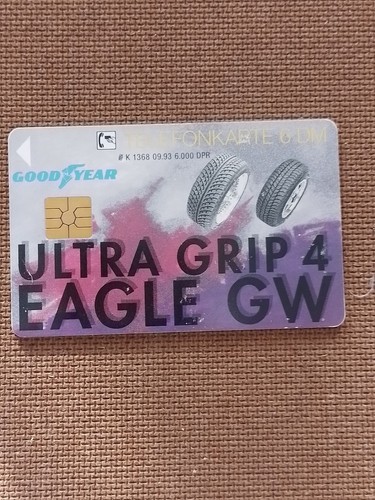 TELEFONKARTE 6 DM
# K 1368 09.93 6.000 DPR
GOODYEAR
ULTRA GRIP 4
EAGLE GW